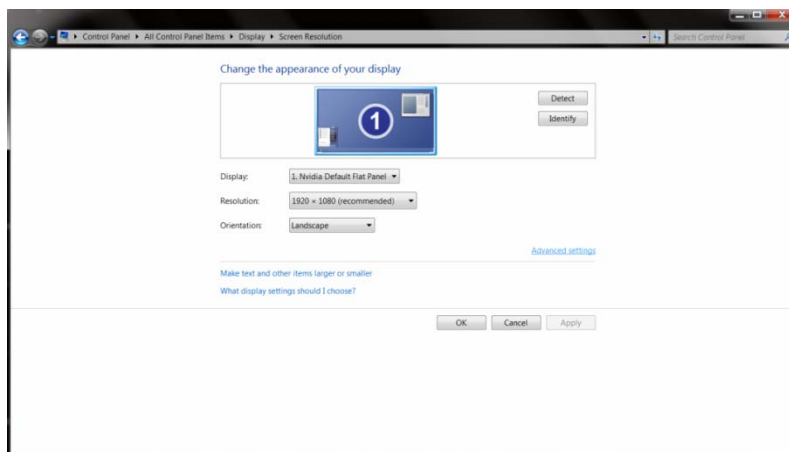 Control Panel ▸ All Control Panel Items ▸ Display ▸ Screen Resolution
Search Control Panel
Change the appearance of your display
1
Detect
Identify
Display: 1. Nvidia Default Flat Panel
Resolution: 1920 × 1080 (recommended)
Orientation: Landscape
Advanced settings
Make text and other items larger or smaller
What display settings should I choose?
OK Cancel Apply